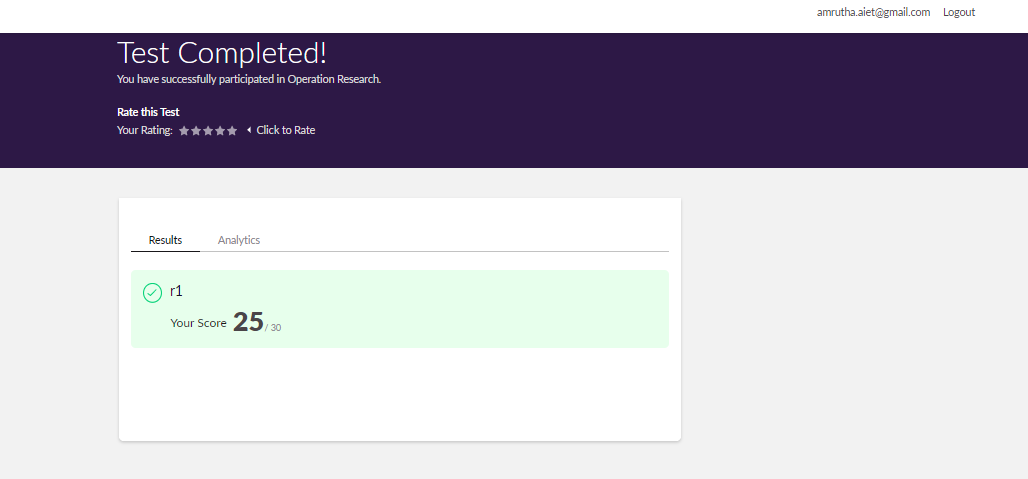 amrutha.aiet@gmail.com Logout
Test Completed!
You have successfully participated in Operation Research.
Rate this Test
Your Rating: Click to Rate
Results Analytics
r1
Your Score 25 / 30